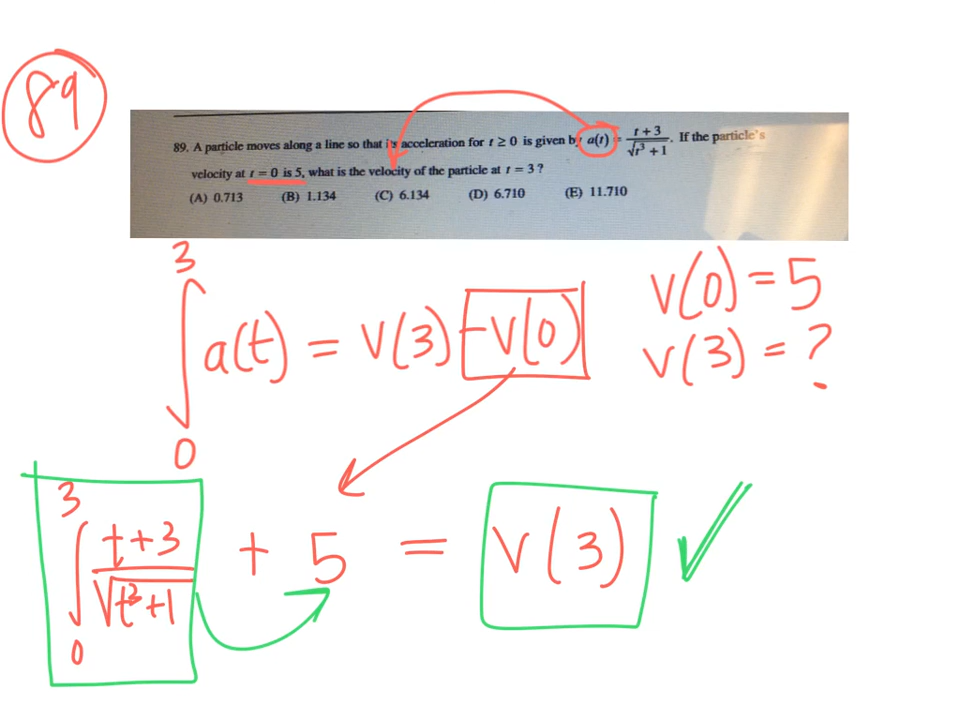 89
89. A particle moves along a line so that its acceleration for t ≥ 0 is given by a(t) = (t + 3)/√(t³ + 1). If the particle's
velocity at t = 0 is 5, what is the velocity of the particle at t = 3 ?
(A) 0.713 (B) 1.134 (C) 6.134 (D) 6.710 (E) 11.710
∫₀³ a(t) = v(3) - v(0)
v(0) = 5
v(3) = ?
∫₀³ (t+3)/√(t³+1) + 5 = v(3) ✓